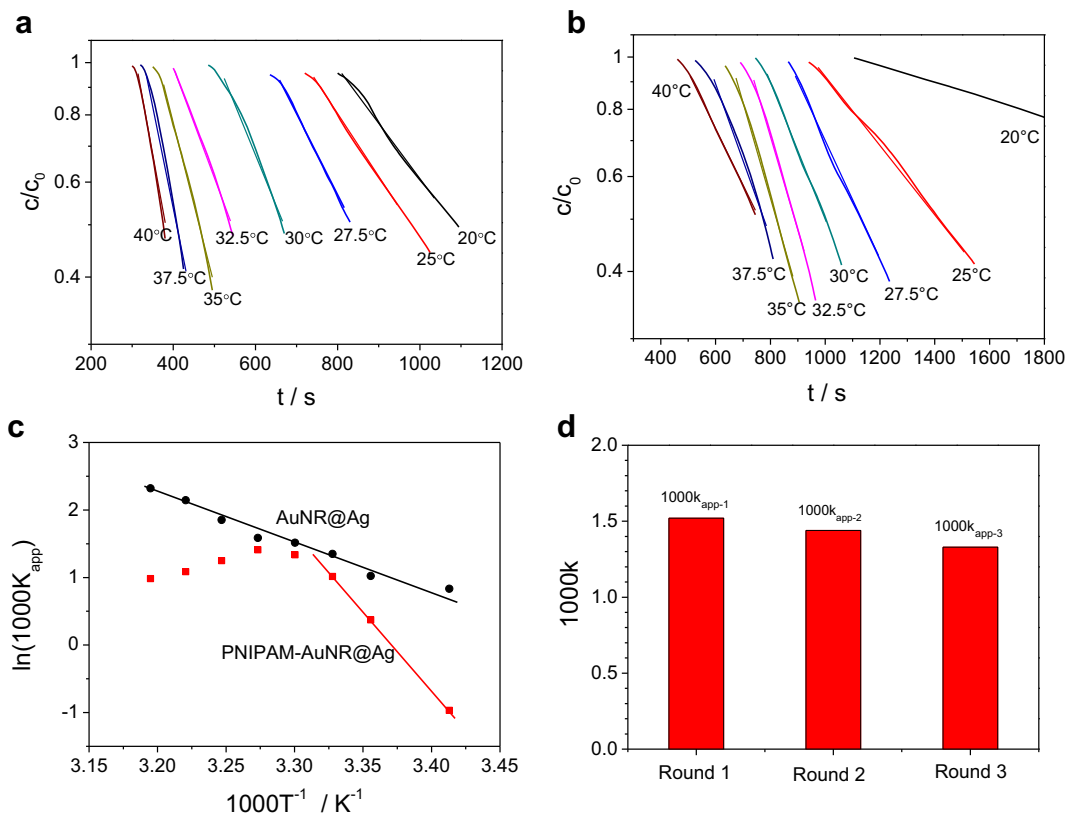 a
c/c0
1
0.8
0.6
0.4
40°C
37.5°C
35°C
32.5°C
30°C
27.5°C
25°C
20°C
200 400 600 800 1000 1200
t / s
b
c/c0
1
0.8
0.6
0.4
40°C
37.5°C
35°C
32.5°C
30°C
27.5°C
25°C
20°C
400 600 800 1000 1200 1400 1600 1800
t / s
c
ln(1000Kapp)
3
2
1
0
-1
AuNR@Ag
PNIPAM-AuNR@Ag
3.15 3.20 3.25 3.30 3.35 3.40 3.45
1000T-1 / K-1
d
1000k
2.0
1.5
1.0
0.5
0.0
1000kapp-1
1000kapp-2
1000kapp-3
Round 1 Round 2 Round 3